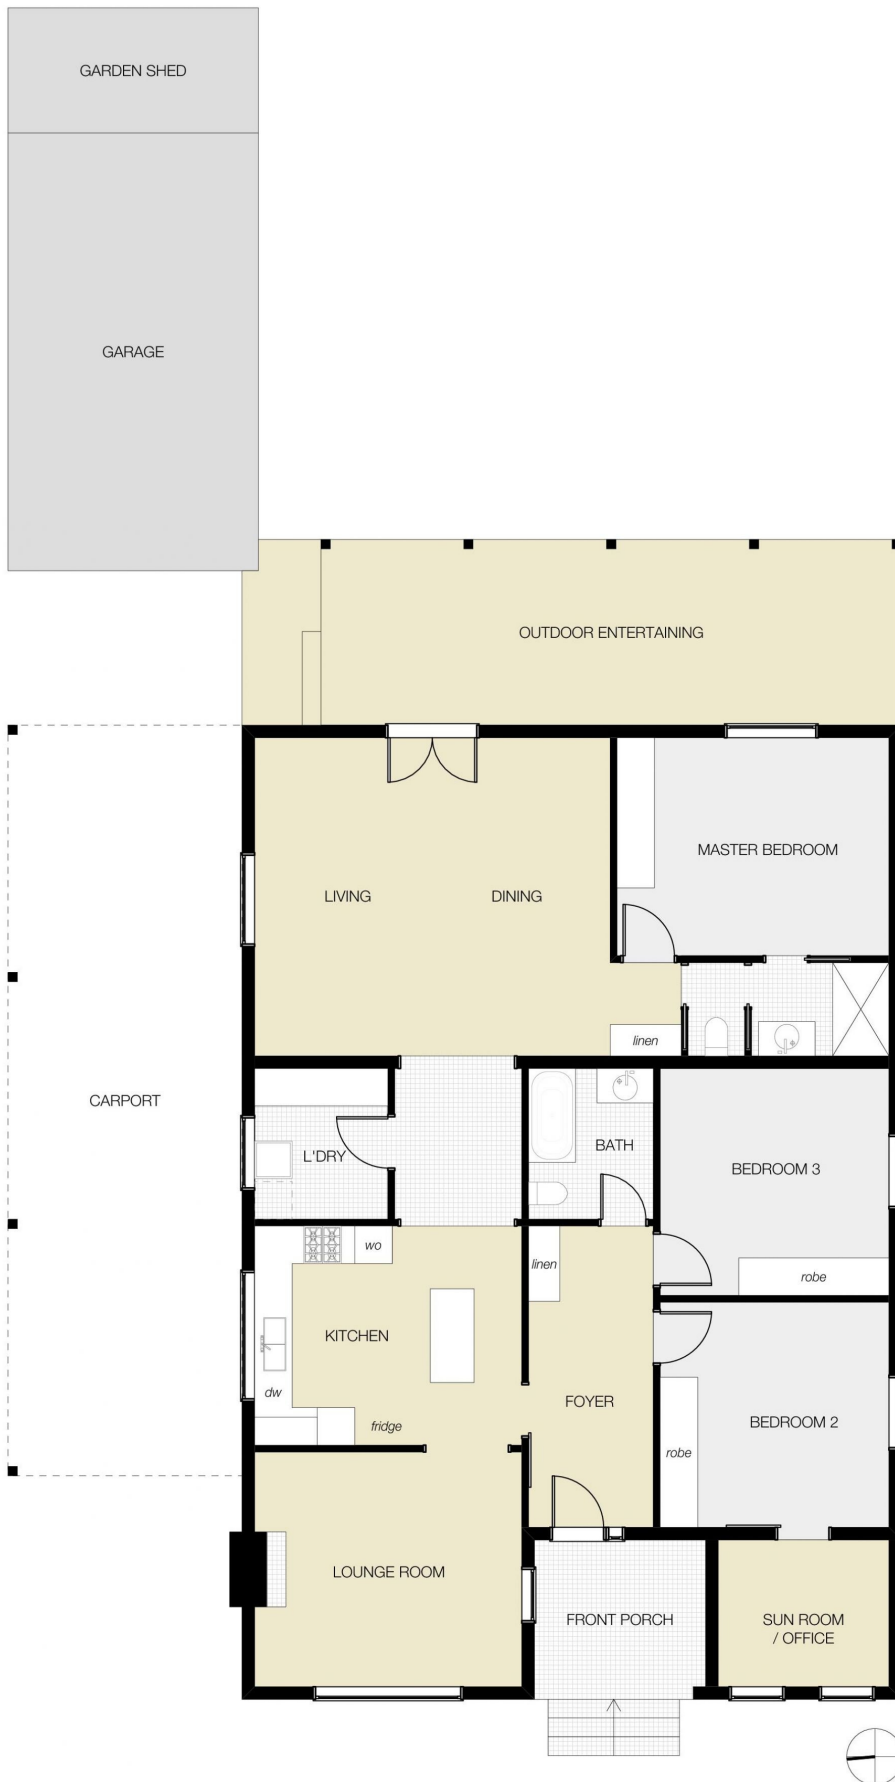 GARDEN SHED
GARAGE
OUTDOOR ENTERTAINING
MASTER BEDROOM
LIVING
DINING
linen
CARPORT
L'DRY
BATH
BEDROOM 3
wo
linen
robe
KITCHEN
dw
fridge
FOYER
BEDROOM 2
robe
LOUNGE ROOM
FRONT PORCH
SUN ROOM
/ OFFICE